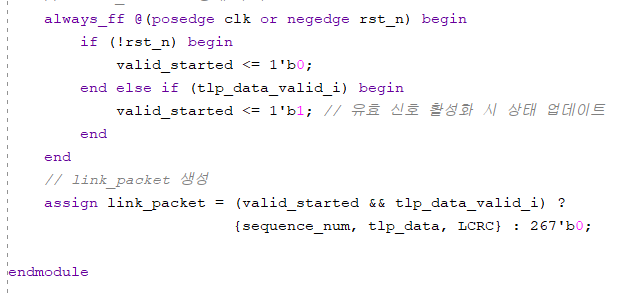 always_ff @(posedge clk or negedge rst_n) begin
if (!rst_n) begin
valid_started <= 1'b0;
end else if (tlp_data_valid_i) begin
valid_started <= 1'b1; // 유효 신호 활성화 시 상태 업데이트
end
end
// link_packet 생성
assign link_packet = (valid_started && tlp_data_valid_i) ?
{sequence_num, tlp_data, LCRC} : 267'b0;
endmodule